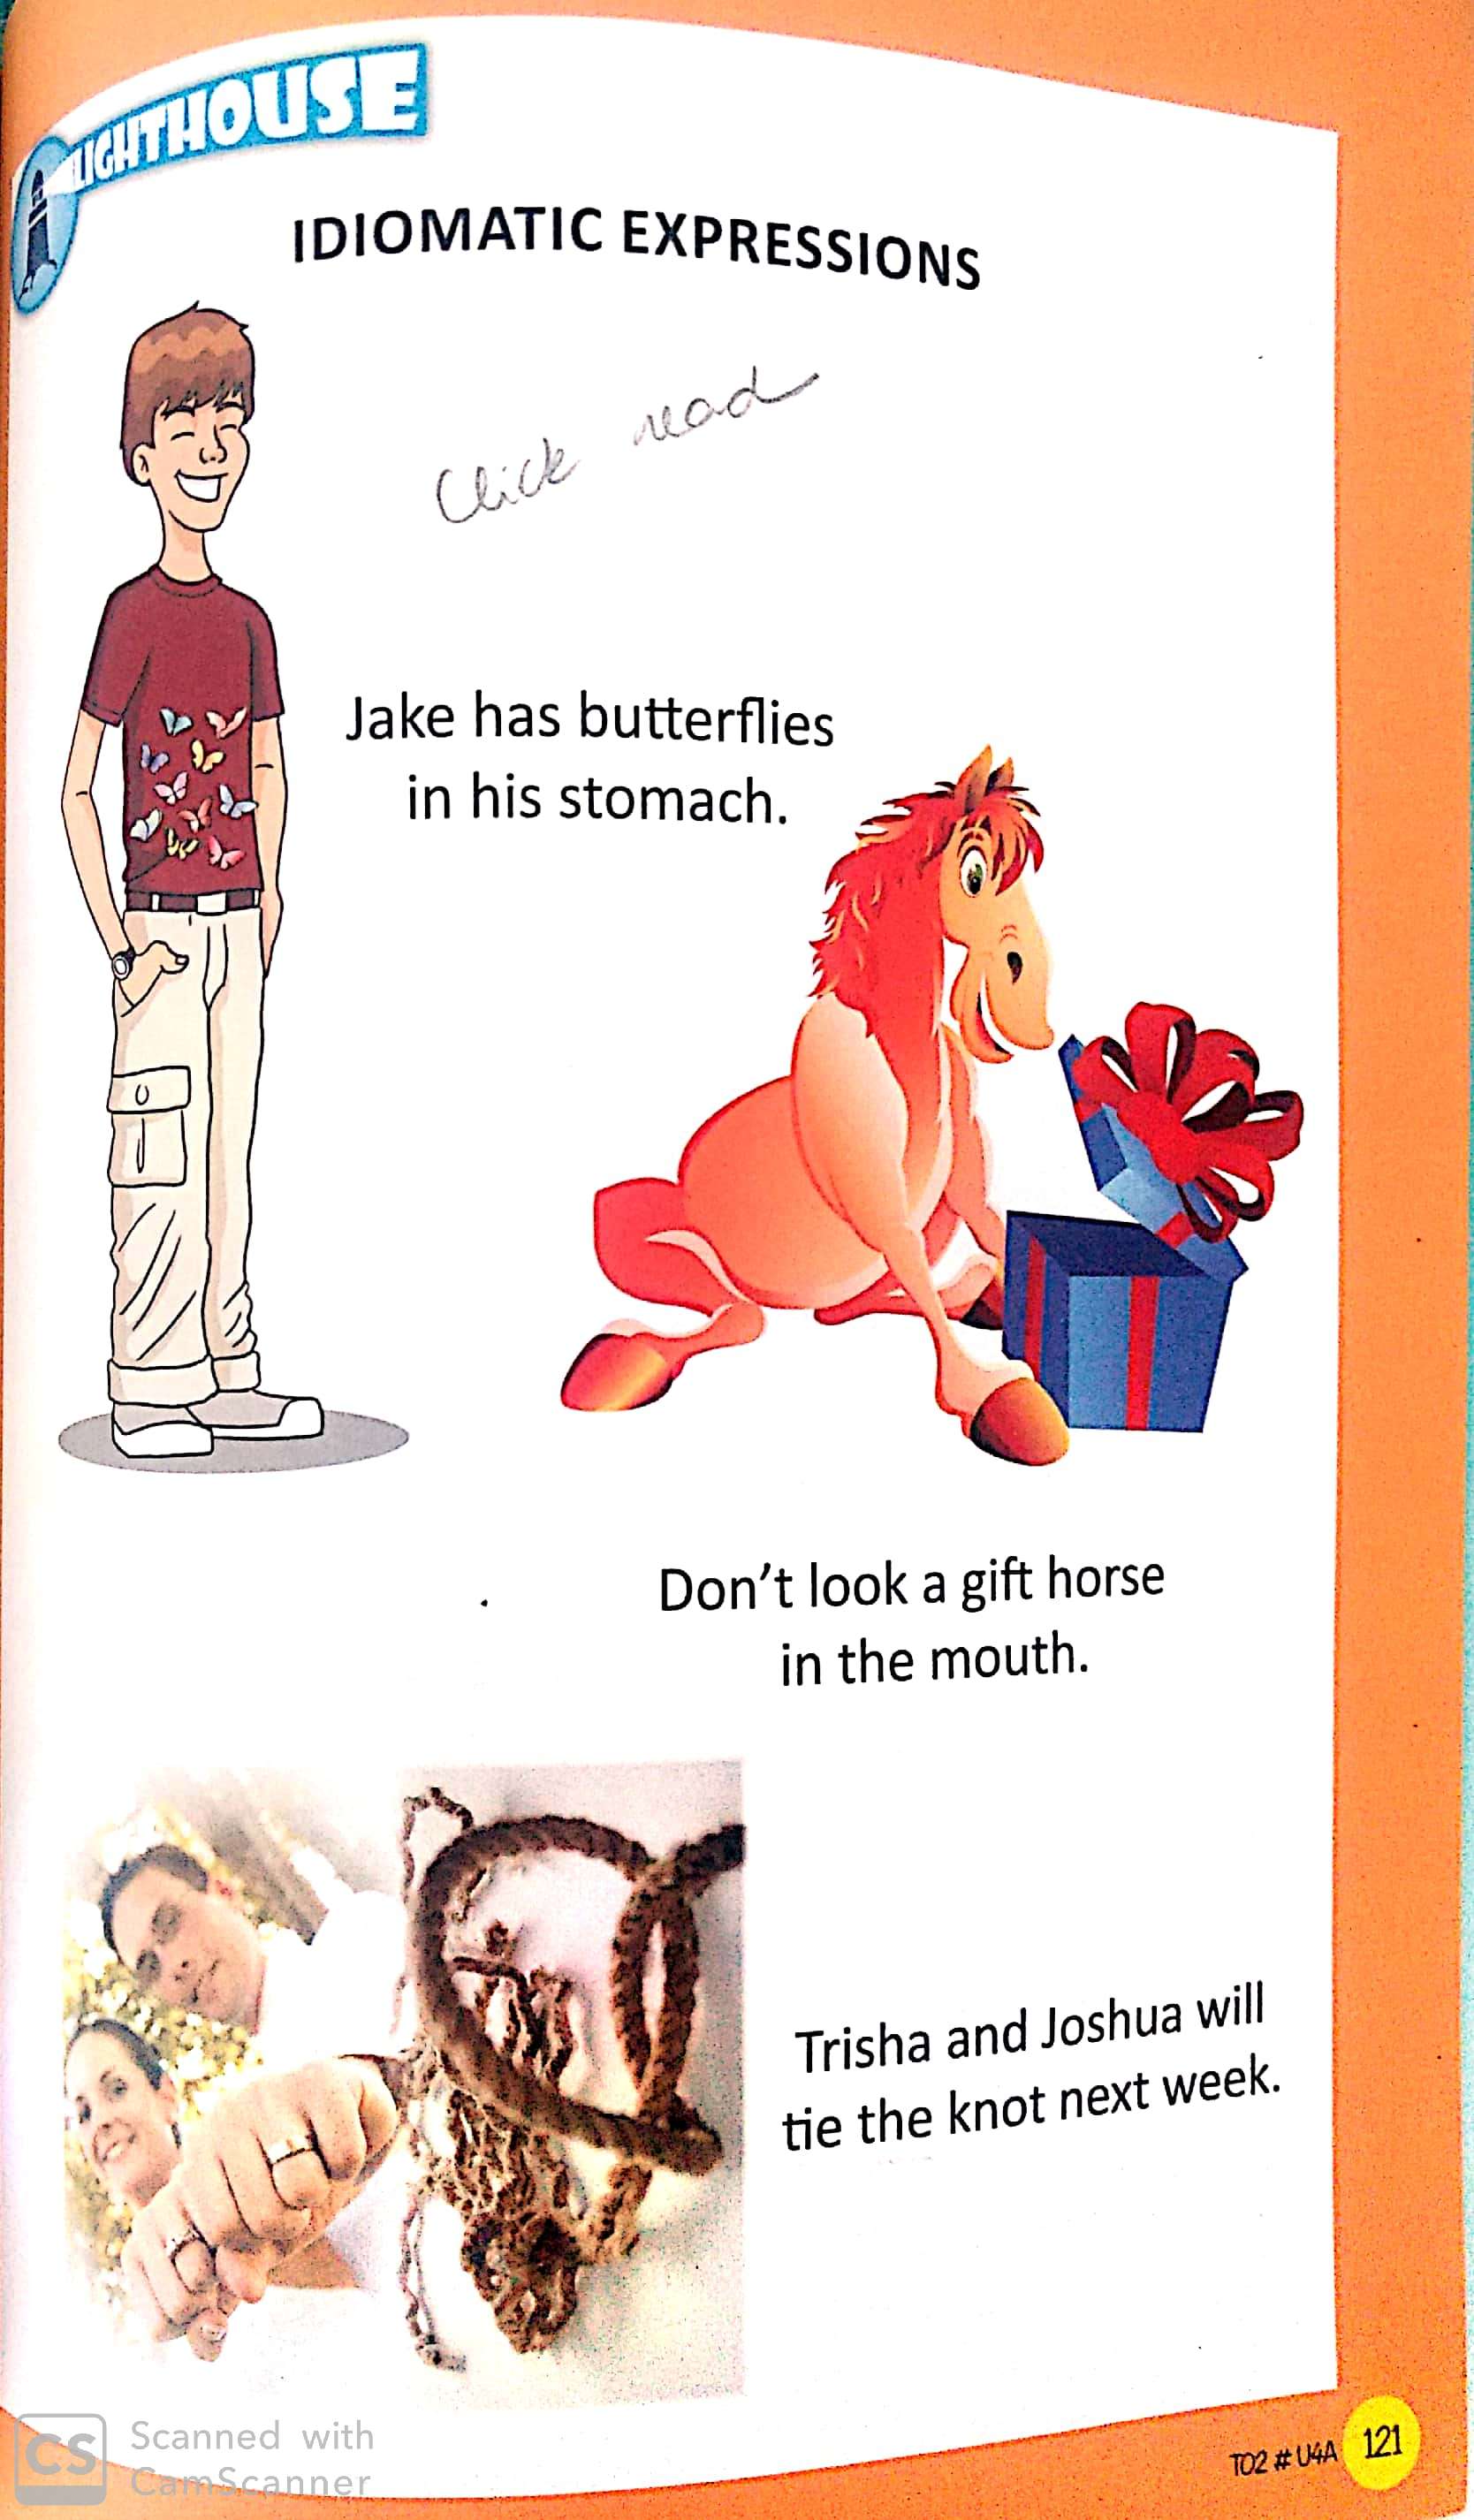 LIGHTHOUSE
IDIOMATIC EXPRESSIONS
Click read
Jake has butterflies
in his stomach.
Don't look a gift horse
in the mouth.
Trisha and Joshua will
tie the knot next week.
TO2 # U4A 121
CS Scanned with
CamScanner